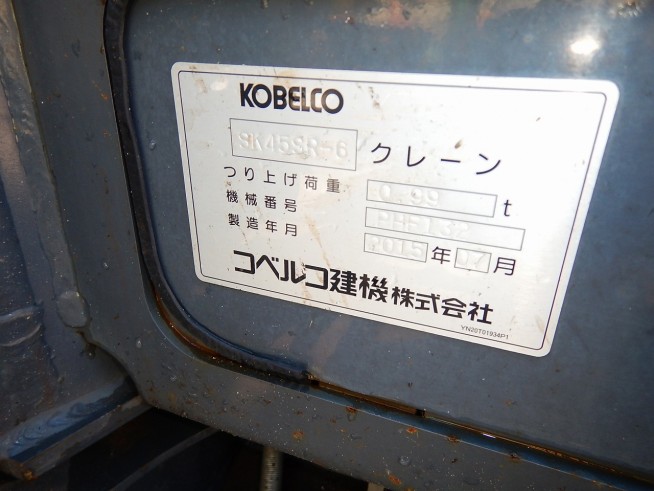 KOBELCO
SK45SR-6 クレーン
つり上げ荷重 0.99 t
機械番号
製造年月 2015 年 07 月
コベルコ建機株式会社
YN20T01934P1